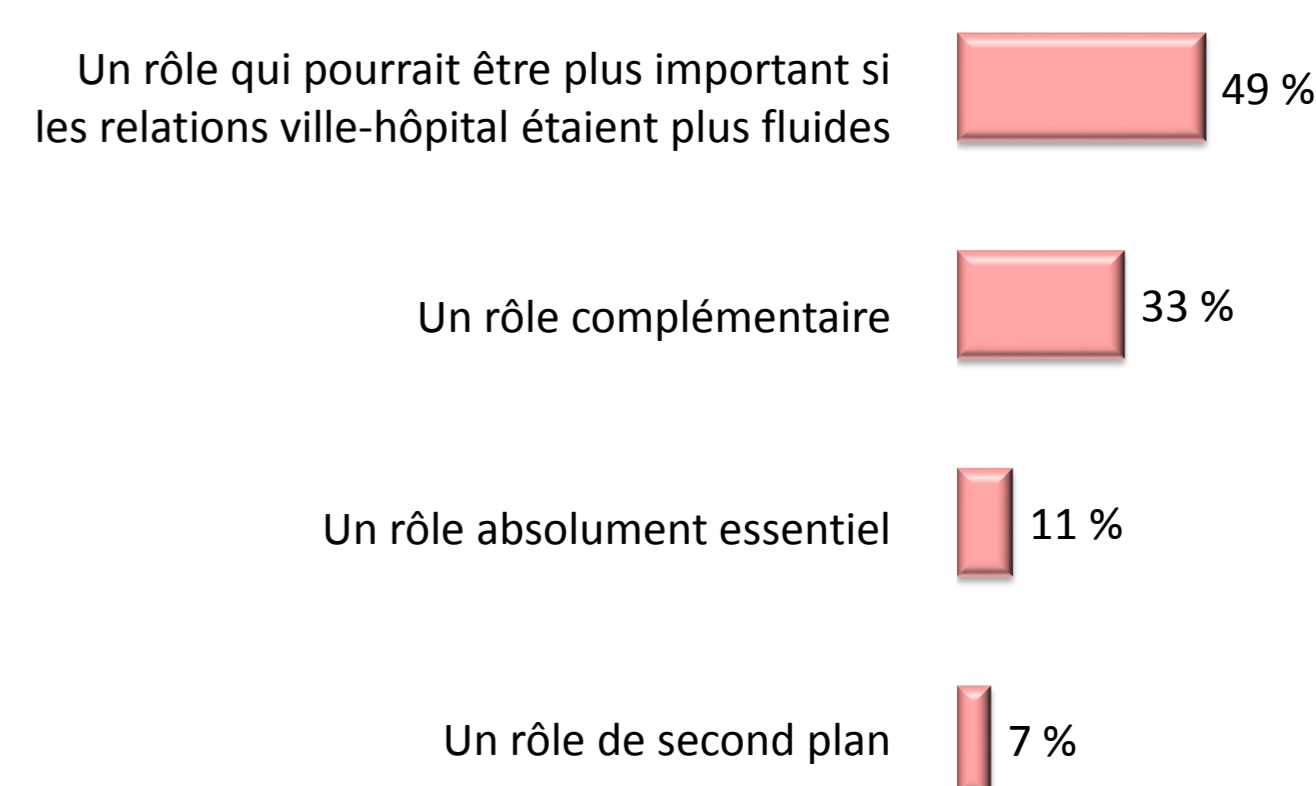 Un rôle qui pourrait être plus important si
les relations ville-hôpital étaient plus fluides
49 %
Un rôle complémentaire
33 %
Un rôle absolument essentiel
11 %
Un rôle de second plan
7 %